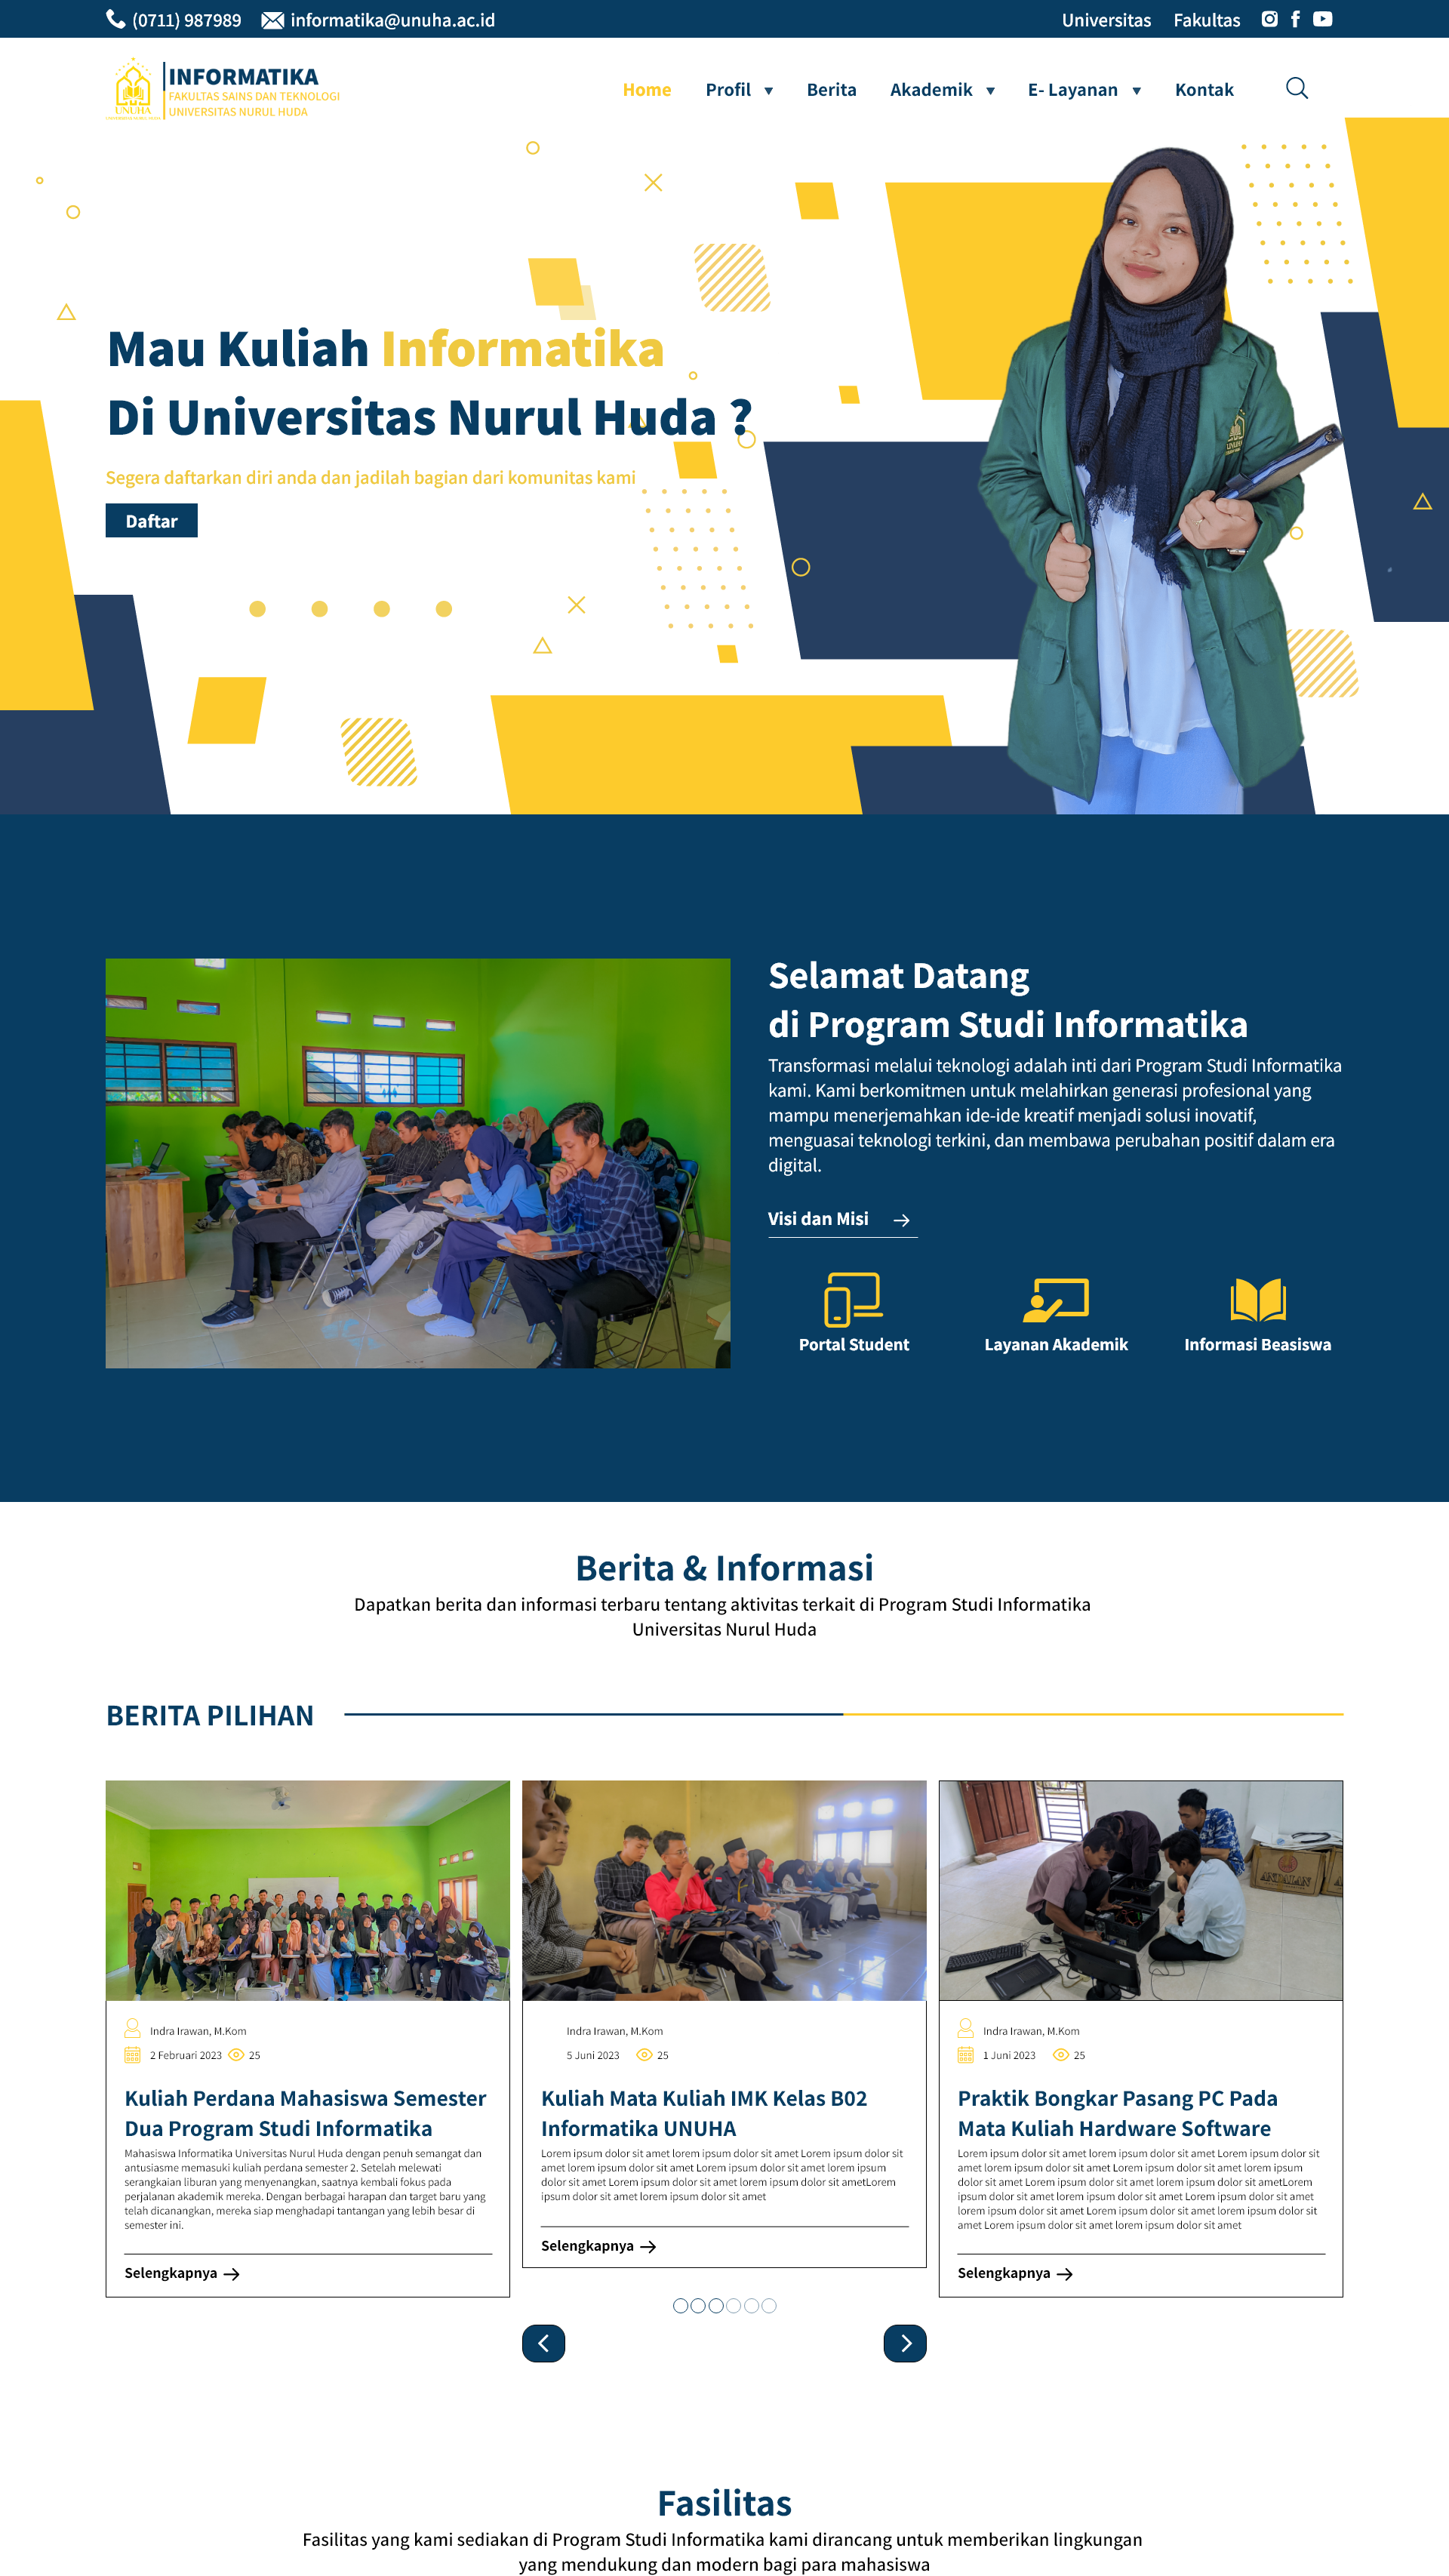 (0711) 987989 informatika@unuha.ac.id Universitas Fakultas
INFORMATIKA
FAKULTAS SAINS DAN TEKNOLOGI
UNIVERSITAS NURUL HUDA
UNUHA
Home Profil Berita Akademik E- Layanan Kontak
Mau Kuliah Informatika
Di Universitas Nurul Huda ?
Segera daftarkan diri anda dan jadilah bagian dari komunitas kami
Daftar
Selamat Datang
di Program Studi Informatika
Transformasi melalui teknologi adalah inti dari Program Studi Informatika
kami. Kami berkomitmen untuk melahirkan generasi profesional yang
mampu menerjemahkan ide-ide kreatif menjadi solusi inovatif,
menguasai teknologi terkini, dan membawa perubahan positif dalam era
digital.
Visi dan Misi
Portal Student Layanan Akademik Informasi Beasiswa
Berita & Informasi
Dapatkan berita dan informasi terbaru tentang aktivitas terkait di Program Studi Informatika
Universitas Nurul Huda
BERITA PILIHAN
Indra Irawan, M.Kom
2 Februari 2023 25
Kuliah Perdana Mahasiswa Semester
Dua Program Studi Informatika
Mahasiswa Informatika Universitas Nurul Huda dengan penuh semangat dan
antusiasme memasuki kuliah perdana semester 2. Setelah melewati
serangkaian liburan yang menyenangkan, saatnya kembali fokus pada
perjalanan akademik mereka. Dengan berbagai harapan dan target baru yang
telah dicanangkan, mereka siap menghadapi tantangan yang lebih besar di
semester ini.
Selengkapnya
Indra Irawan, M.Kom
5 Juni 2023 25
Kuliah Mata Kuliah IMK Kelas B02
Informatika UNUHA
Lorem ipsum dolor sit amet lorem ipsum dolor sit amet Lorem ipsum dolor sit
amet lorem ipsum dolor sit amet Lorem ipsum dolor sit amet lorem ipsum
dolor sit amet Lorem ipsum dolor sit amet lorem ipsum dolor sit ametLorem
ipsum dolor sit amet lorem ipsum dolor sit amet
Selengkapnya
ANDALAN
Indra Irawan, M.Kom
1 Juni 2023 25
Praktik Bongkar Pasang PC Pada
Mata Kuliah Hardware Software
Lorem ipsum dolor sit amet lorem ipsum dolor sit amet Lorem ipsum dolor sit
amet lorem ipsum dolor sit amet Lorem ipsum dolor sit amet lorem ipsum
dolor sit amet Lorem ipsum dolor sit amet lorem ipsum dolor sit ametLorem
ipsum dolor sit amet lorem ipsum dolor sit amet Lorem ipsum dolor sit amet
lorem ipsum dolor sit amet Lorem ipsum dolor sit amet lorem ipsum dolor sit
amet Lorem ipsum dolor sit amet lorem ipsum dolor sit amet
Selengkapnya
Fasilitas
Fasilitas yang kami sediakan di Program Studi Informatika kami dirancang untuk memberikan lingkungan
yang mendukung dan modern bagi para mahasiswa